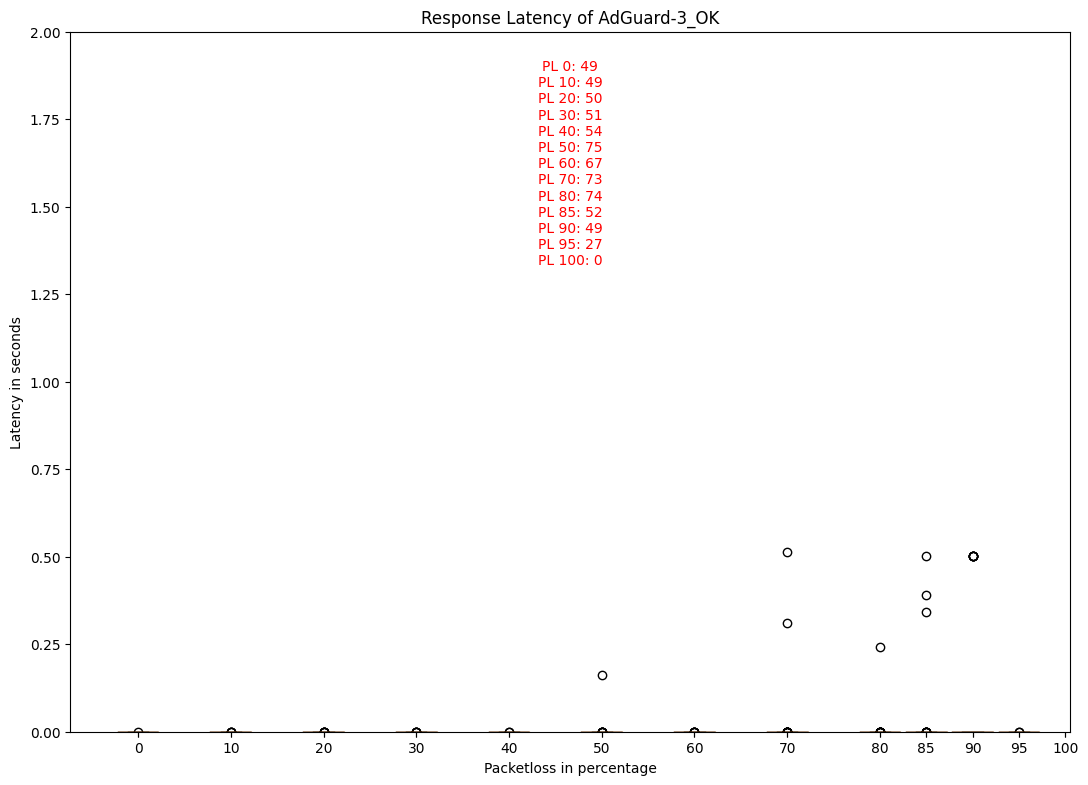 Response Latency of AdGuard-3_OK
PL 0: 49
PL 10: 49
PL 20: 50
PL 30: 51
PL 40: 54
PL 50: 75
PL 60: 67
PL 70: 73
PL 80: 74
PL 85: 52
PL 90: 49
PL 95: 27
PL 100: 0
2.00
1.75
1.50
1.25
1.00
0.75
0.50
0.25
0.00
Latency in seconds
0 10 20 30 40 50 60 70 80 85 90 95 100
Packetloss in percentage